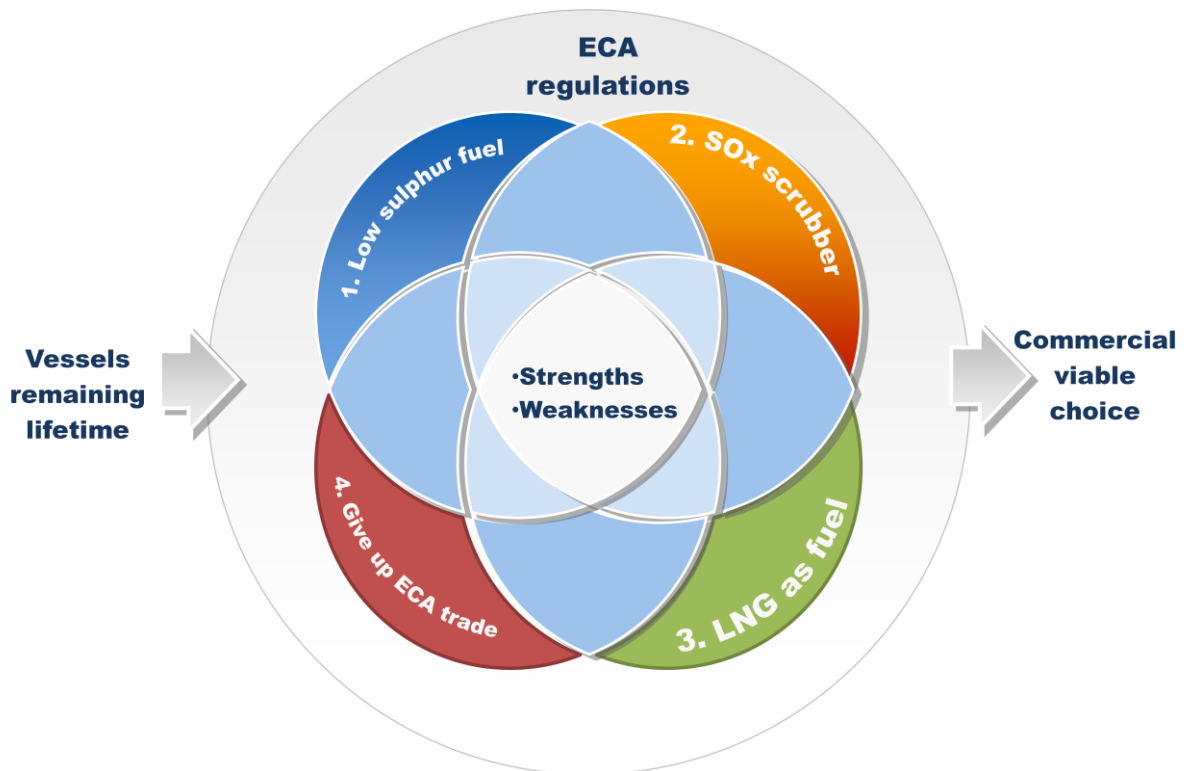 ECA
regulations
1. Low sulphur fuel
2. SOx scrubber
Vessels
remaining
lifetime
•Strengths
•Weaknesses
Commercial
viable
choice
4. Give up ECA trade
3. LNG as fuel